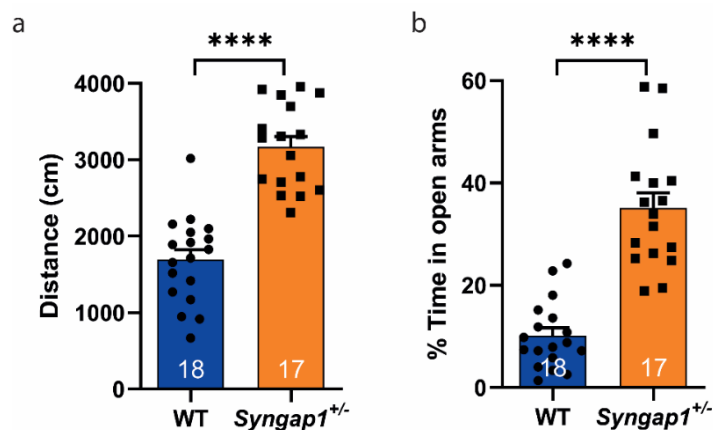 a
****
Distance (cm)
4000
3000
2000
1000
0
18
17
WT
Syngap1+/-
b
****
% Time in open arms
60
40
20
0
18
17
WT
Syngap1+/-